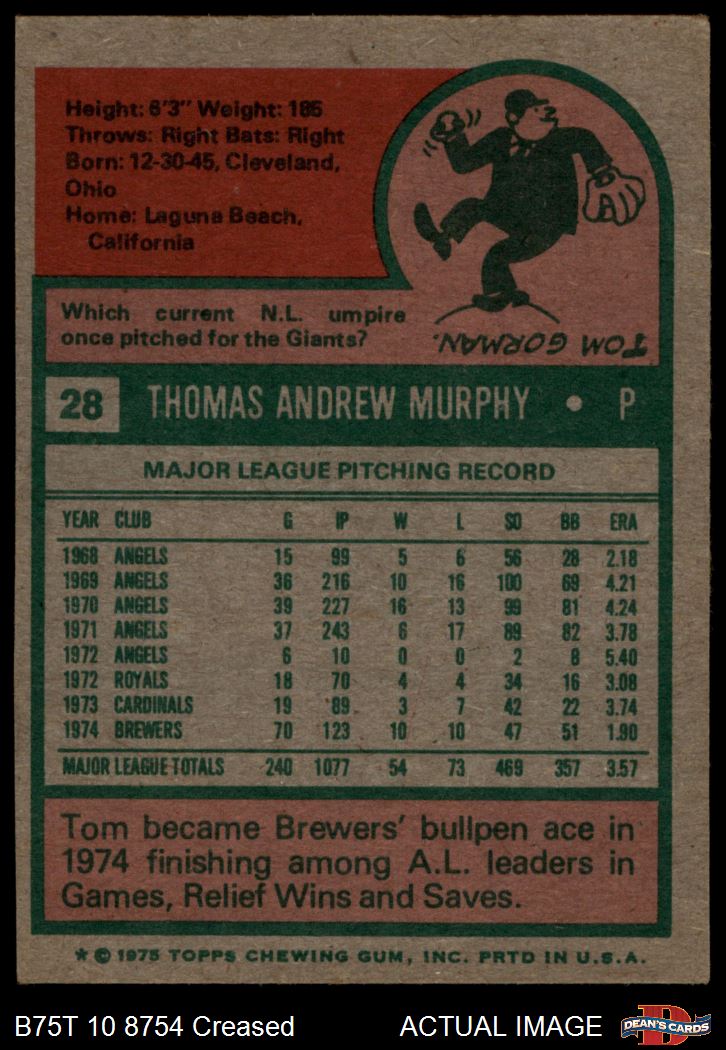 Height: 6'3" Weight: 185
Throws: Right Bats: Right
Born: 12-30-45, Cleveland,
Ohio
Home: Laguna Beach,
California
Which current N.L. umpire
once pitched for the Giants?
TOM GORMAN.
28 THOMAS ANDREW MURPHY • P
MAJOR LEAGUE PITCHING RECORD
YEAR CLUB G IP W L SO BB ERA
1968 ANGELS 15 99 5 6 56 28 2.18
1969 ANGELS 36 216 10 16 100 69 4.21
1970 ANGELS 39 227 16 13 99 81 4.24
1971 ANGELS 37 243 6 17 89 82 3.78
1972 ANGELS 6 10 0 0 2 8 5.40
1972 ROYALS 18 70 4 4 34 16 3.08
1973 CARDINALS 19 89 3 7 42 22 3.74
1974 BREWERS 70 123 10 10 47 51 1.90
MAJOR LEAGUE TOTALS 240 1077 54 73 469 357 3.57
Tom became Brewers' bullpen ace in
1974 finishing among A.L. leaders in
Games, Relief Wins and Saves.
* © 1975 TOPPS CHEWING GUM, INC. PRTD IN U.S.A.
B75T 10 8754 Creased ACTUAL IMAGE D DEAN'S CARDS